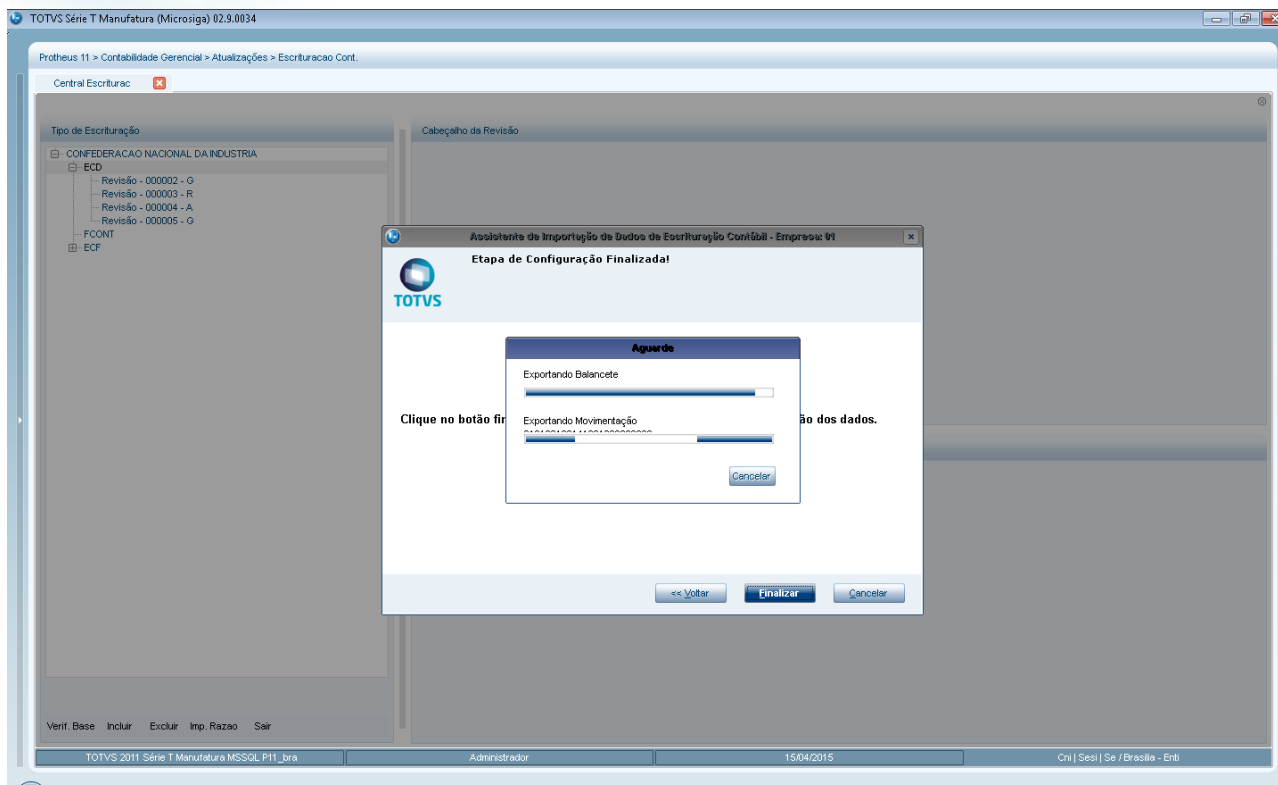 TOTVS Série T Manufatura (Microsiga) 02.9.0034
Protheus 11 > Contabilidade Gerencial > Atualizações > Escrituracao Cont.
Central Escriturac
Tipo de Escrituração
Cabeçalho da Revisão
CONFEDERACAO NACIONAL DA INDUSTRIA
ECD
Revisão - 000002 - G
Revisão - 000003 - R
Revisão - 000004 - A
Revisão - 000005 - G
FCONT
ECF
Assistente de Importação de Dados de Escrituração Contábil - Empresa: 01
Etapa de Configuração Finalizada!
TOTVS
Aguarde
Exportando Balancete
Clique no botão fir
ão dos dados.
Exportando Movimentação
Cancelar
<< Voltar Finalizar Cancelar
Verif. Base Incluir Excluir Imp. Razao Sair
TOTVS 2011 Série T Manufatura MSSQL P11_bra Administrador 15/04/2015 Cni | Sesi | Se / Brasilia - Enti